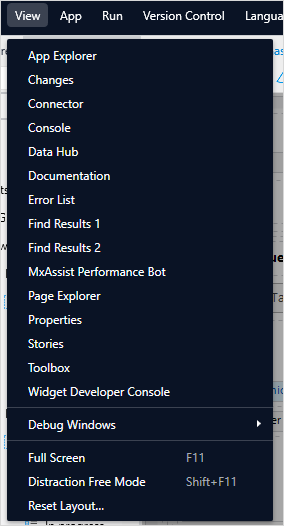 View App Run Version Control Langua
App Explorer
Changes
Connector
Console
Data Hub
Documentation
Error List
Find Results 1
Find Results 2
MxAssist Performance Bot
Page Explorer
Properties
Stories
Toolbox
Widget Developer Console
Debug Windows
Full Screen F11
Distraction Free Mode Shift+F11
Reset Layout...